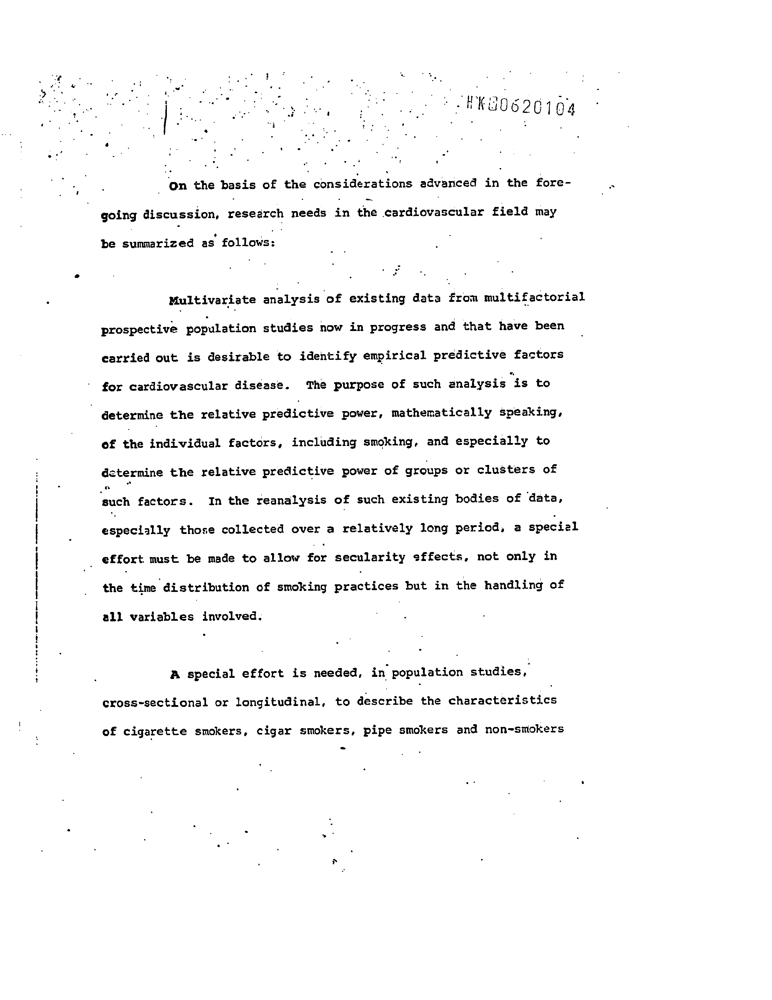 On the basis of the considerations advanced in the fore-
going discussion, research needs in the cardiovascular field may
be summarized as follows:
Multivariate analysis of existing data from multifactorial
prospective population studies now in progress and that have been
carried out is desirable to identify empirical predictive factors
for cardiovascular disease. The purpose of such analysis is to
determine the relative predictive power, mathematically speaking,
of the individual factors, including smoking, and especially to
determine the relative predictive power of groups or clusters of
such factors. In the reanalysis of such existing bodies of data,
especially those collected over a relatively long period, a special
effort must be made to allow for secularity effects, not only in
the time distribution of smoking practices but in the handling of
all variables involved.
A special effort is needed, in population studies,
cross-sectional or longitudinal, to describe the characteristics
of cigarette smokers, cigar smokers, pipe smokers and non-smokers